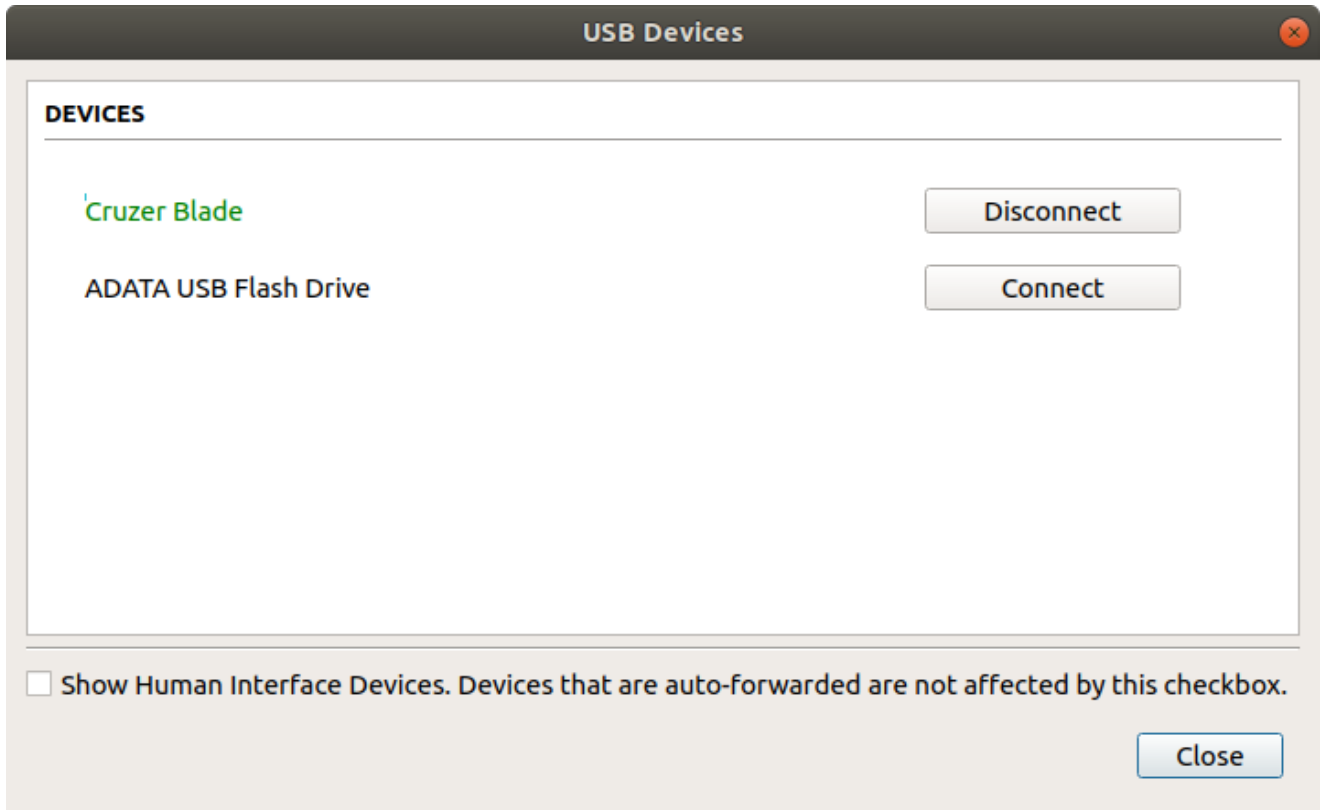 USB Devices
DEVICES
Cruzer Blade Disconnect
ADATA USB Flash Drive Connect
Show Human Interface Devices. Devices that are auto-forwarded are not affected by this checkbox.
Close